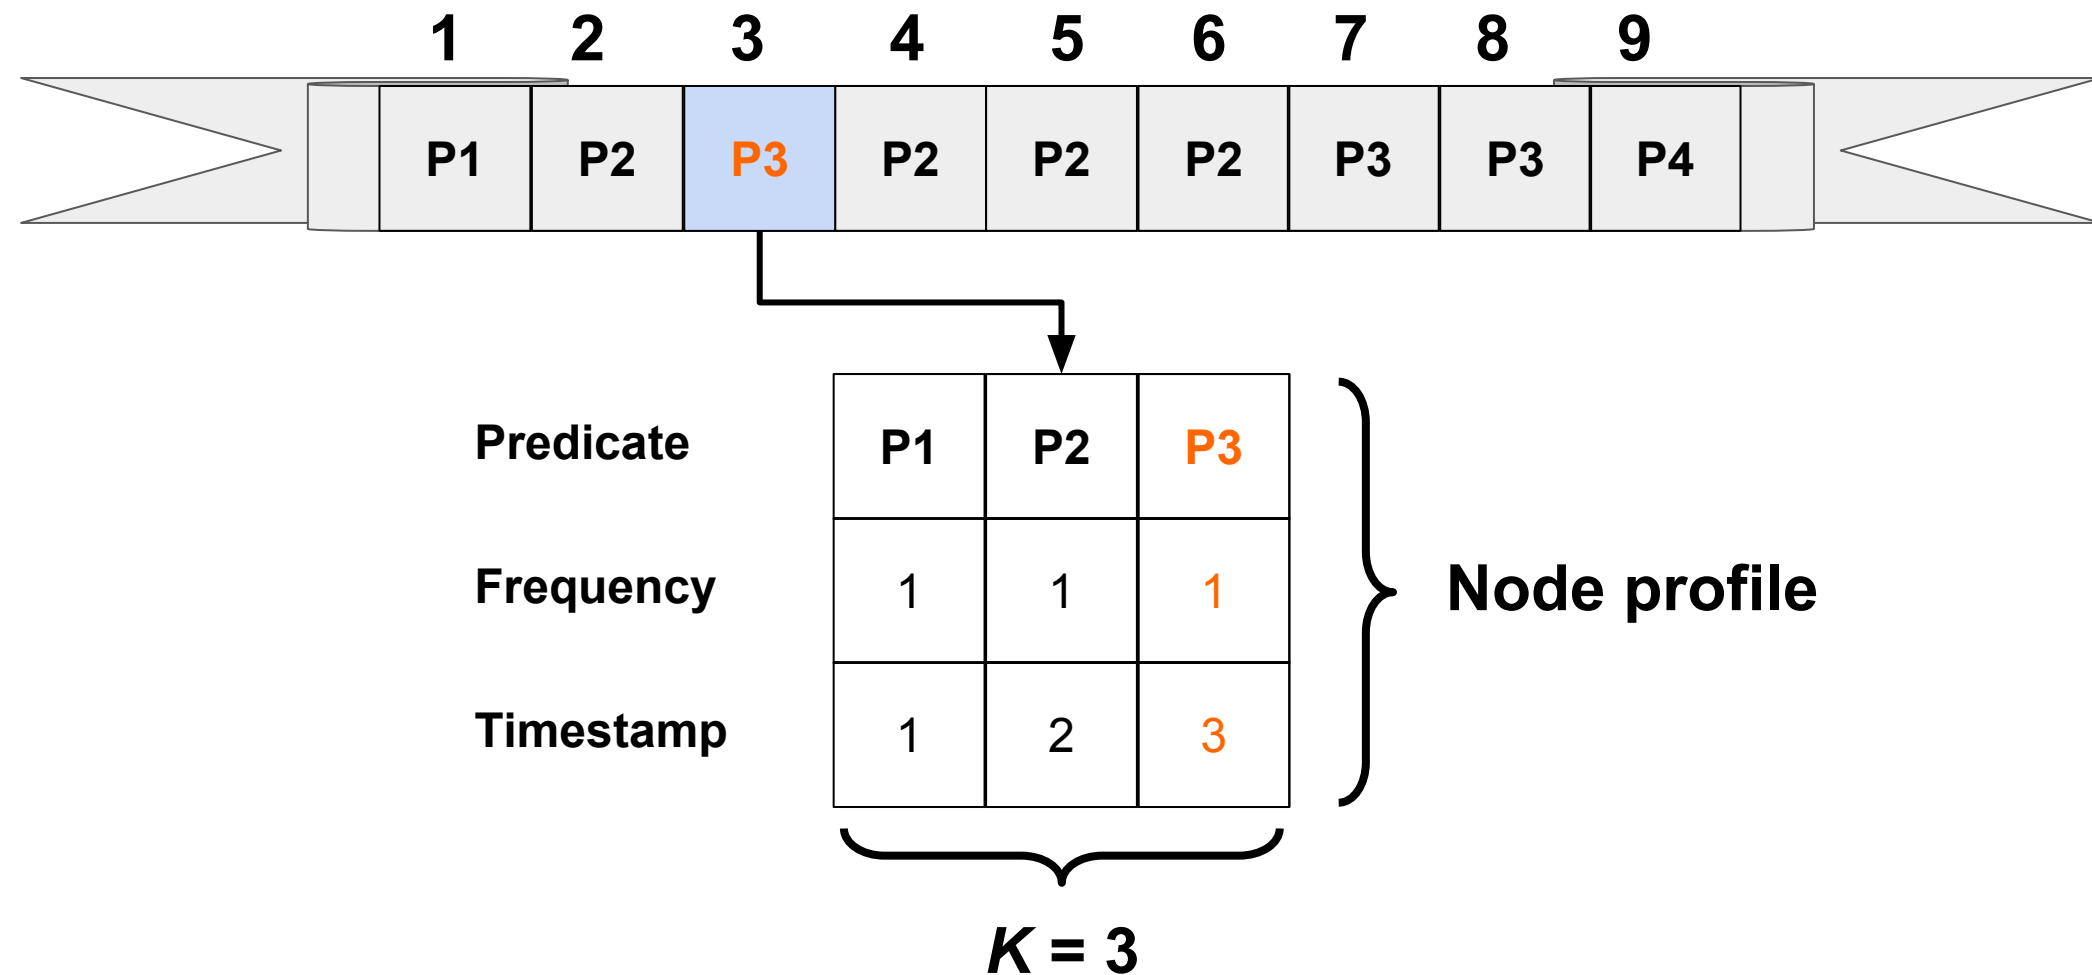 1 2 3 4 5 6 7 8 9
P1 P2 P3 P2 P2 P2 P3 P3 P4
Predicate P1 P2 P3
Frequency 1 1 1
Node profile
Timestamp 1 2 3
K = 3